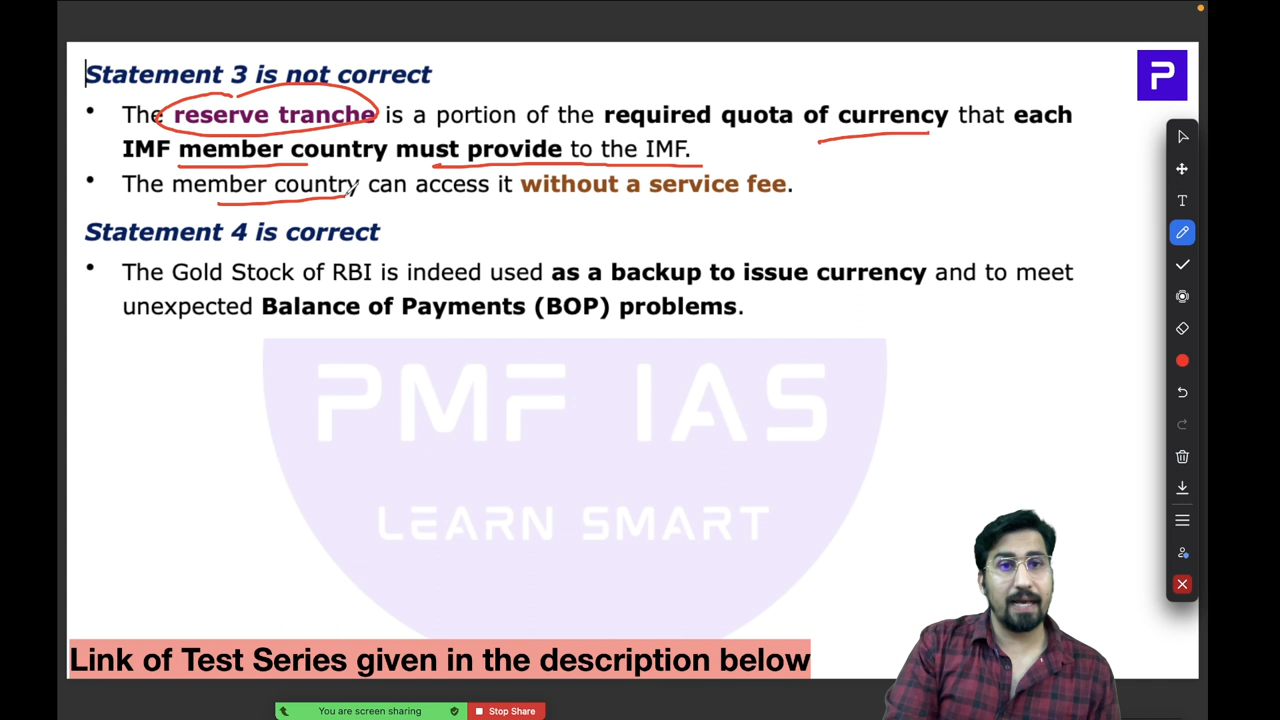 Statement 3 is not correct
• The reserve tranche is a portion of the required quota of currency that each
IMF member country must provide to the IMF.
• The member country can access it without a service fee.
Statement 4 is correct
• The Gold Stock of RBI is indeed used as a backup to issue currency and to meet
unexpected Balance of Payments (BOP) problems.
PMF IAS
LEARN SMART
Link of Test Series given in the description below
You are screen sharing
Stop Share
P
T